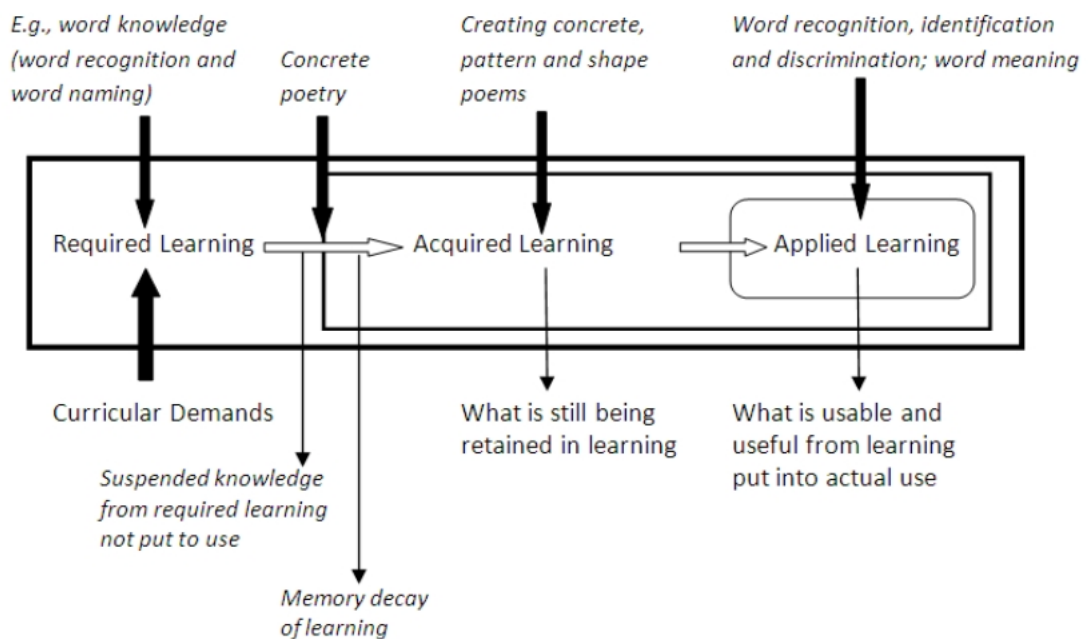 E.g., word knowledge
(word recognition and
word naming)
Concrete
poetry
Creating concrete,
pattern and shape
poems
Word recognition, identification
and discrimination; word meaning
Required Learning
Acquired Learning
Applied Learning
Curricular Demands
What is still being
retained in learning
What is usable and
useful from learning
put into actual use
Suspended knowledge
from required learning
not put to use
Memory decay
of learning